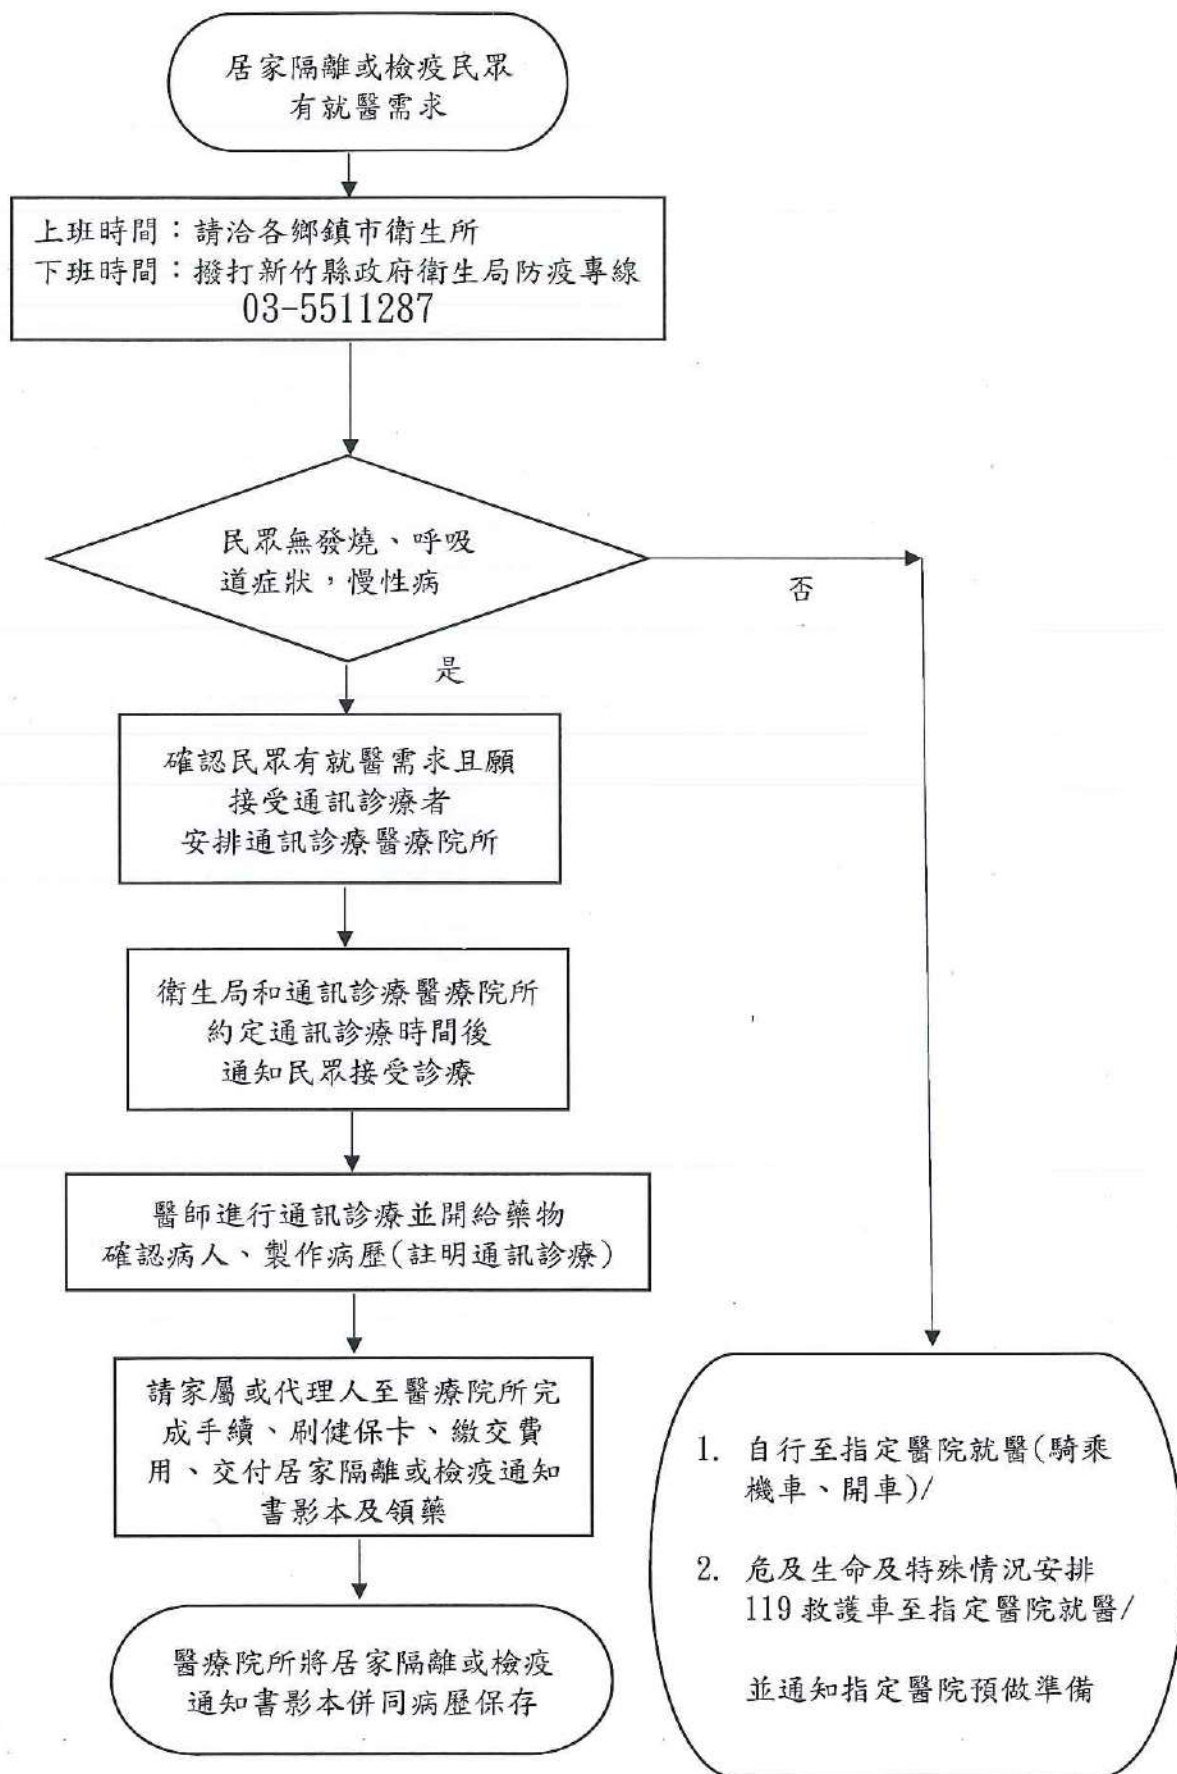 居家隔離或檢疫民眾
有就醫需求
上班時間：請洽各鄉鎮市衛生所
下班時間：撥打新竹縣政府衛生局防疫專線
03-5511287
民眾無發燒、呼吸
道症狀，慢性病
否
是
確認民眾有就醫需求且願
接受通訊診療者
安排通訊診療醫療院所
衛生局和通訊診療醫療院所
約定通訊診療時間後
通知民眾接受診療
醫師進行通訊診療並開給藥物
確認病人、製作病歷(註明通訊診療)
請家屬或代理人至醫療院所完
成手續、刷健保卡、繳交費
用、交付居家隔離或檢疫通知
書影本及領藥
醫療院所將居家隔離或檢疫
通知書影本併同病歷保存
1. 自行至指定醫院就醫(騎乘
機車、開車)/
2. 危及生命及特殊情況安排
119救護車至指定醫院就醫/
並通知指定醫院預做準備